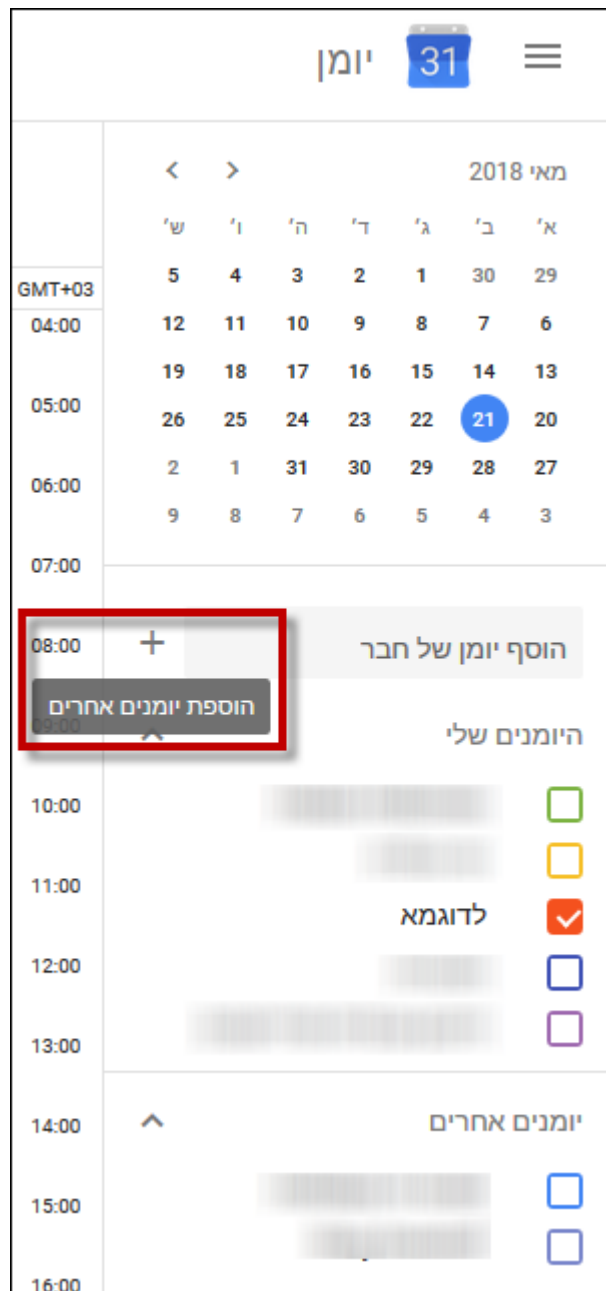 31 יומן
מאי 2018
א׳ ב׳ ג׳ ד׳ ה׳ ו׳ ש׳
29 30 1 2 3 4 5
6 7 8 9 10 11 12
13 14 15 16 17 18 19
20 21 22 23 24 25 26
27 28 29 30 31 1 2
3 4 5 6 7 8 9
הוסף יומן של חבר
הוספת יומנים אחרים
היומנים שלי
לדוגמא
יומנים אחרים
GMT+03
04:00
05:00
06:00
07:00
08:00
09:00
10:00
11:00
12:00
13:00
14:00
15:00
16:00